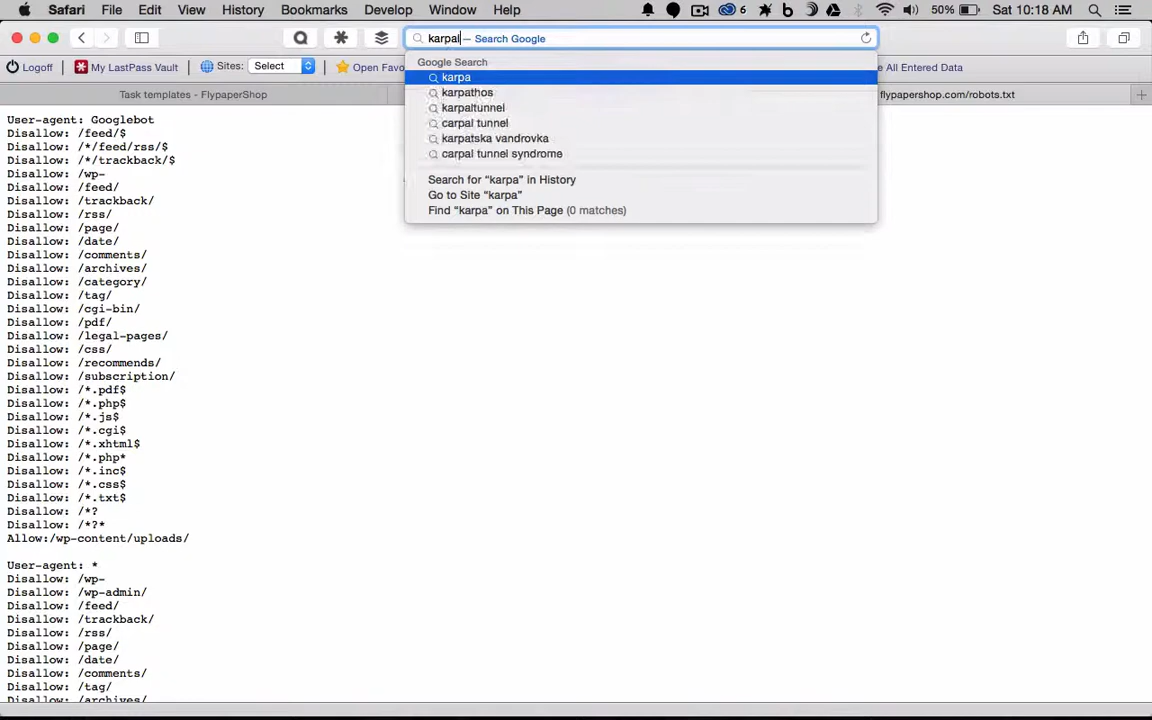 Safari File Edit View History Bookmarks Develop Window Help 6 50% Sat 10:18 AM
karpal — Search Google
Logoff My LastPass Vault Sites: Select Open Favo e All Entered Data
Google Search
karpa
karpathos
karpaltunnel
carpal tunnel
karpatska vandrovka
carpal tunnel syndrome
Search for “karpa” in History
Go to Site “karpa”
Find “karpa” on This Page (0 matches)
Task templates - FlypaperShop flypapershop.com/robots.txt
User-agent: Googlebot
Disallow: /feed/$
Disallow: /*/feed/rss/$
Disallow: /*/trackback/$
Disallow: /wp-
Disallow: /feed/
Disallow: /trackback/
Disallow: /rss/
Disallow: /page/
Disallow: /date/
Disallow: /comments/
Disallow: /archives/
Disallow: /category/
Disallow: /tag/
Disallow: /cgi-bin/
Disallow: /pdf/
Disallow: /legal-pages/
Disallow: /css/
Disallow: /recommends/
Disallow: /subscription/
Disallow: /*.pdf$
Disallow: /*.php$
Disallow: /*.js$
Disallow: /*.cgi$
Disallow: /*.xhtml$
Disallow: /*.php*
Disallow: /*.inc$
Disallow: /*.css$
Disallow: /*.txt$
Disallow: /*?
Disallow: /*?*
Allow:/wp-content/uploads/
User-agent: *
Disallow: /wp-
Disallow: /wp-admin/
Disallow: /feed/
Disallow: /trackback/
Disallow: /rss/
Disallow: /page/
Disallow: /date/
Disallow: /comments/
Disallow: /tag/
Disallow: /archives/